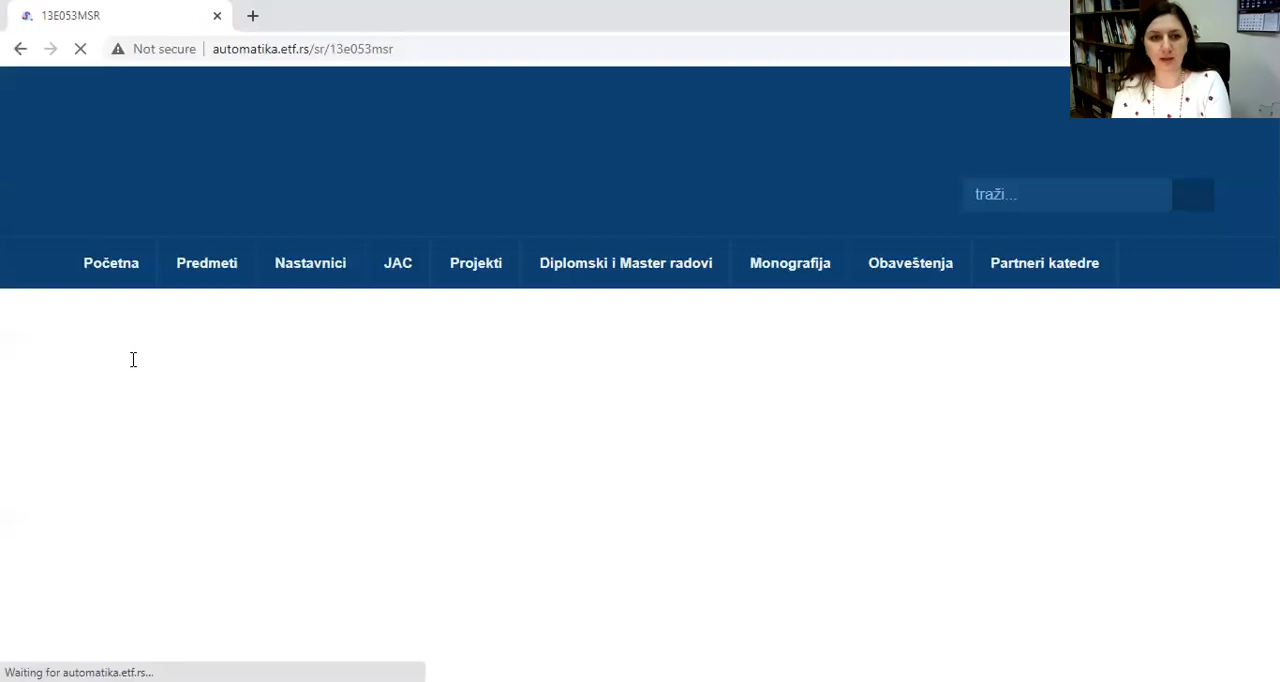 13E053MSR
Not secure
automatika.etf.rs/sr/13e053msr
traži...
Početna Predmeti Nastavnici JAC Projekti Diplomski i Master radovi Monografija Obaveštenja Partneri katedre
Waiting for automatika.etf.rs...